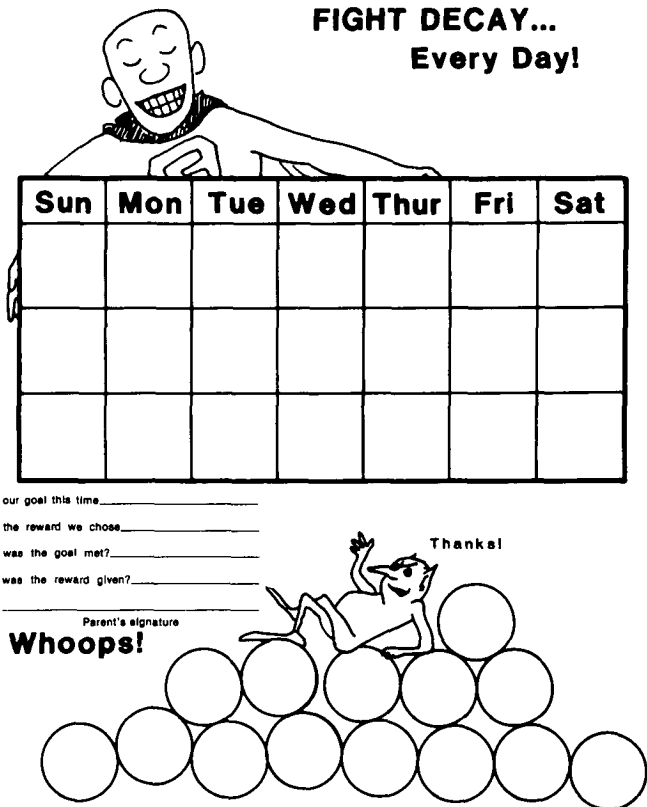 FIGHT DECAY...
Every Day!
F
Sun Mon Tue Wed Thur Fri Sat
our goal this time
the reward we chose
was the goal met?
was the reward given?
Parent's signature
Thanks!
Whoops!